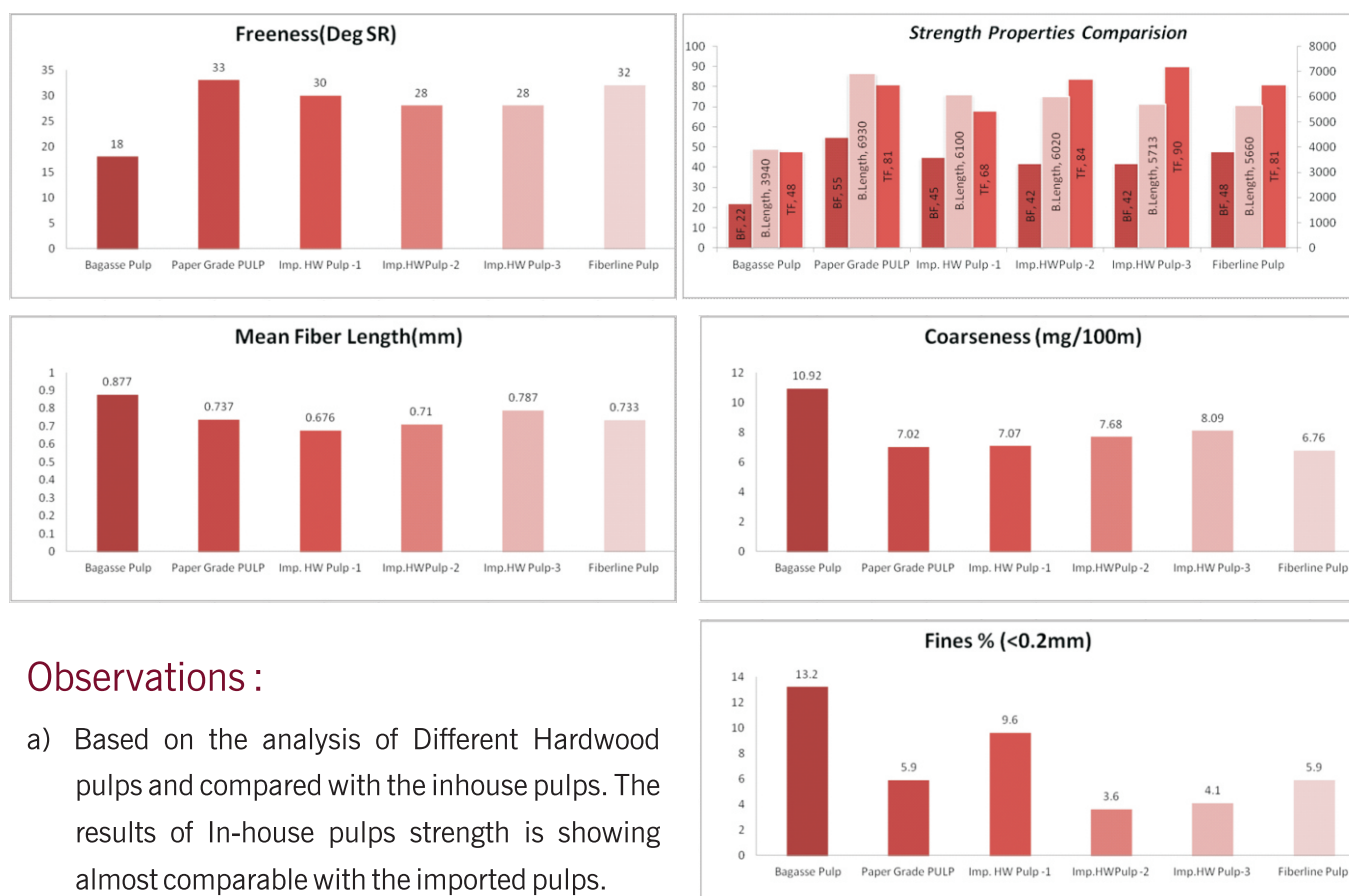 Freeness(Deg SR)
35
30
25
20
15
10
5
0
18
33
30
28
28
32
Bagasse Pulp Paper Grade PULP Imp. HW Pulp -1 Imp.HWPulp -2 Imp.HW Pulp-3 Fiberline Pulp
Strength Properties Comparision
100
90
80
70
60
50
40
30
20
10
0
BF, 22
B.Length, 3940
TF, 48
BF, 55
B.Length, 6930
TF, 81
BF, 45
B.Length, 6100
TF, 68
BF, 42
B.Length, 6020
TF, 84
BF, 42
B.Length, 5713
TF, 90
BF, 48
B.Length, 5660
TF, 81
8000
7000
6000
5000
4000
3000
2000
1000
0
Bagasse Pulp Paper Grade PULP Imp. HW Pulp -1 Imp.HWPulp -2 Imp.HW Pulp-3 Fiberline Pulp
Mean Fiber Length(mm)
1
0.9
0.8
0.7
0.6
0.5
0.4
0.3
0.2
0.1
0
0.877
0.737
0.676
0.71
0.787
0.733
Bagasse Pulp Paper Grade PULP Imp. HW Pulp -1 Imp.HWPulp -2 Imp.HW Pulp-3 Fiberline Pulp
Coarseness (mg/100m)
12
10
8
6
4
2
0
10.92
7.02
7.07
7.68
8.09
6.76
Bagasse Pulp Paper Grade PULP Imp. HW Pulp -1 Imp.HWPulp -2 Imp.HW Pulp-3 Fiberline Pulp
Observations :
a) Based on the analysis of Different Hardwood
pulps and compared with the inhouse pulps. The
results of In-house pulps strength is showing
almost comparable with the imported pulps.
Fines % (<0.2mm)
14
12
10
8
6
4
2
0
13.2
5.9
9.6
3.6
4.1
5.9
Bagasse Pulp Paper Grade PULP Imp. HW Pulp -1 Imp.HWPulp -2 Imp.HW Pulp-3 Fiberline Pulp